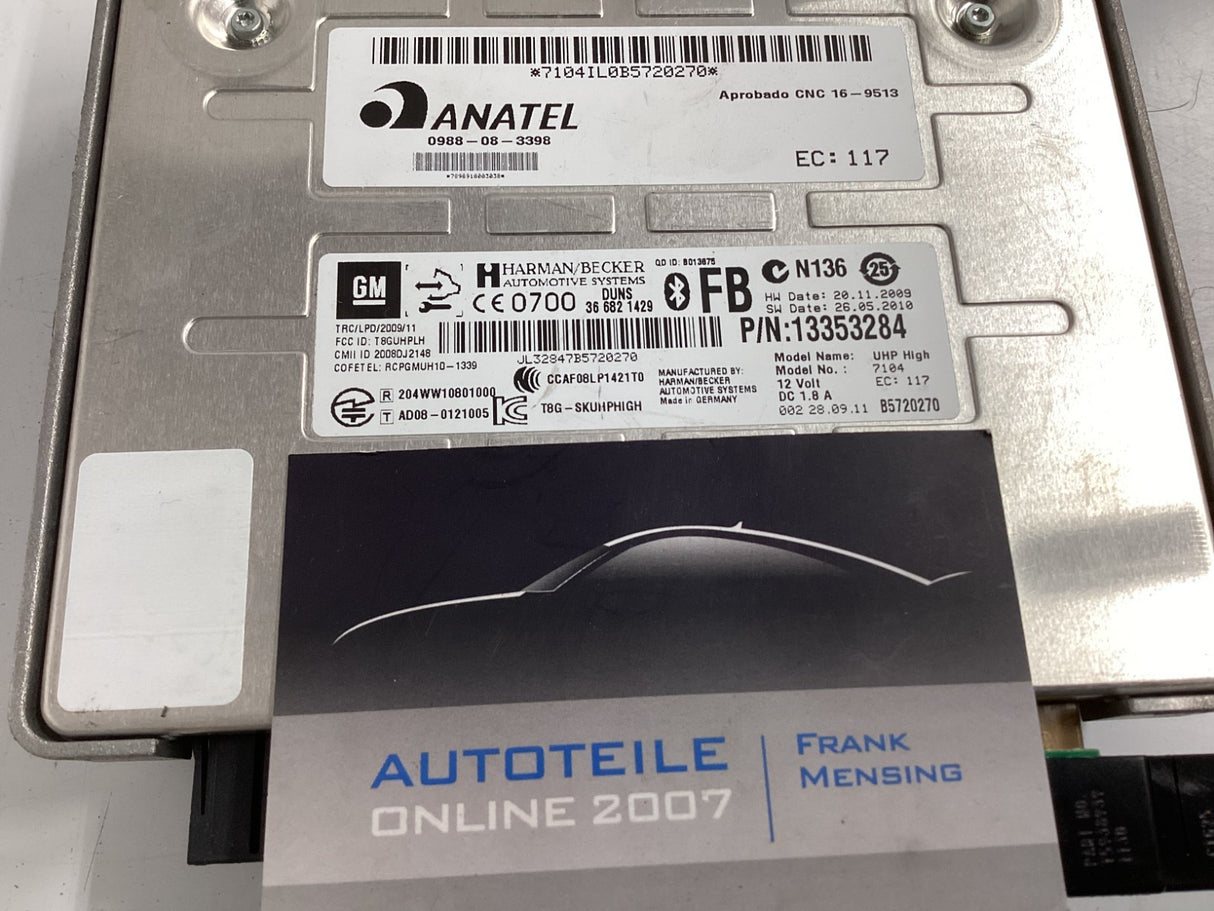 *7104IL0B5720270*
ANATEL
Aprobado CNC 16-9513
0988-08-3398
EC: 117
*7898916003038*
GM
HARMAN/BECKER
AUTOMOTIVE SYSTEMS
QD ID: B013675
FB
N136
25
CE 0700
DUNS
36 682 1429
HW Date: 20.11.2009
SW Date: 26.05.2010
P/N:13353284
TRC/LPD/2009/11
FCC ID: T8GUHPLH
CMII ID 2008DJ2148
COFETEL: RCPGMUH10-1339
JL32847B5720270
R 204WW10801000
T AD08-0121005
CCAF08LP1421T0
T8G-SKUHPHIGH
MANUFACTURED BY:
HARMAN/BECKER
AUTOMOTIVE SYSTEMS
Made in GERMANY
Model Name: UHP High
Model No.: 7104
12 Volt EC: 117
DC 1.8 A
002 28.09.11 B5720270
AUTOTEILE
ONLINE 2007
FRANK
MENSING
PART NO.
1130